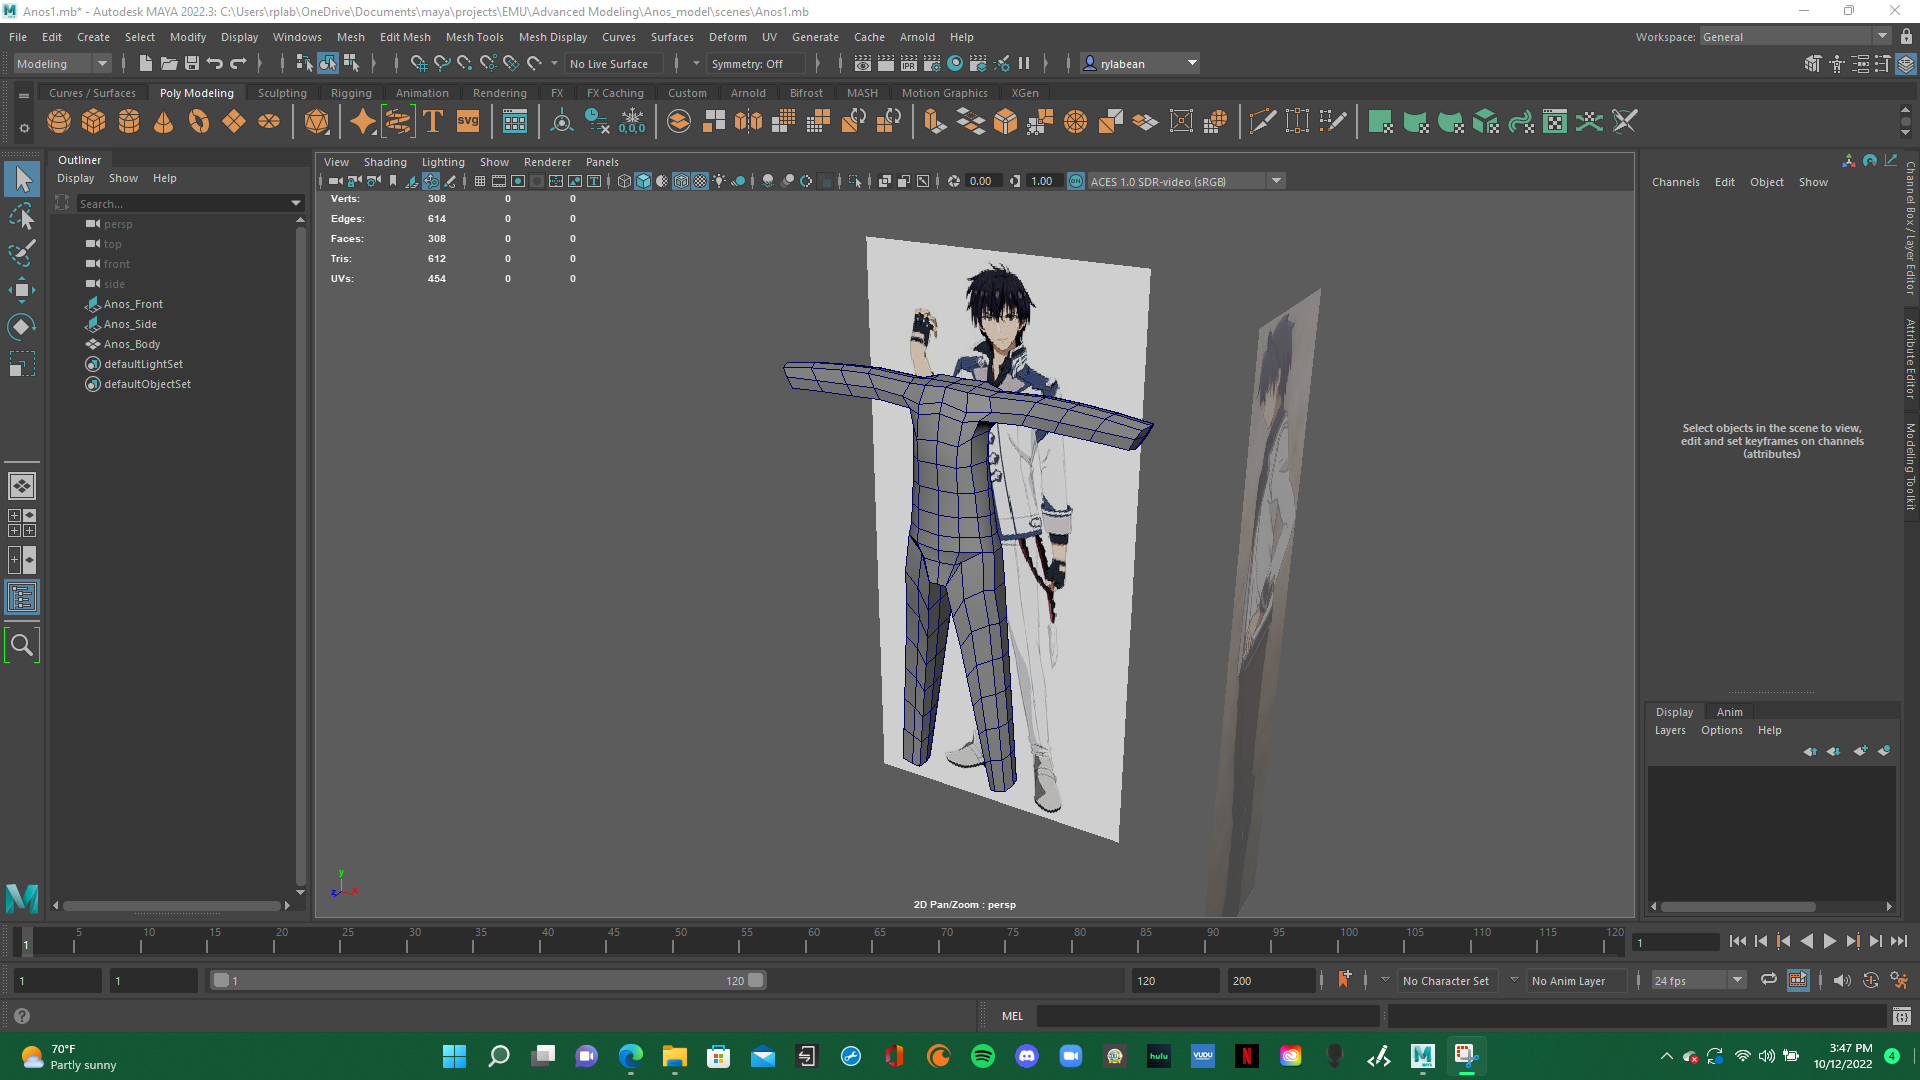 Anos1.mb* - Autodesk MAYA 2022.3: C:\Users\rplab\OneDrive\Documents\maya\projects\EMU\Advanced Modeling\Anos_model\scenes\Anos1.mb
File Edit Create Select Modify Display Windows Mesh Edit Mesh Mesh Tools Mesh Display Curves Surfaces Deform UV Generate Cache Arnold Help
Workspace: General
Modeling
No Live Surface
Symmetry: Off
IPR
rylabean
Curves / Surfaces Poly Modeling Sculpting Rigging Animation Rendering FX FX Caching Custom Arnold Bifrost MASH Motion Graphics XGen
T
svg
0,0,0
Outliner
Display Show Help
Search...
persp
top
front
side
Anos_Front
Anos_Side
Anos_Body
defaultLightSet
defaultObjectSet
View Shading Lighting Show Renderer Panels
0.00
1.00
ON
ACES 1.0 SDR-video (sRGB)
Verts: 308 0 0
Edges: 614 0 0
Faces: 308 0 0
Tris: 612 0 0
UVs: 454 0 0
y
z x
2D Pan/Zoom : persp
Channels Edit Object Show
Select objects in the scene to view,
edit and set keyframes on channels
(attributes)
Channel Box / Layer Editor
Attribute Editor
Modeling Toolkit
Display Anim
Layers Options Help
1
5 10 15 20 25 30 35 40 45 50 55 60 65 70 75 80 85 90 95 100 105 110 115 120
1
1
1
1
120
120
200
No Character Set
No Anim Layer
24 fps
MEL
M
70°F
Partly sunny
hulu
VUDU
N
3:47 PM
10/12/2022
4